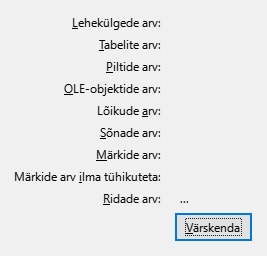 Lehekülgede arv:
Tabelite arv:
Piltide arv:
OLE-objektide arv:
Lõikude arv:
Sõnade arv:
Märkide arv:
Märkide arv ilma tühikuteta:
Ridade arv: ...
Värskenda